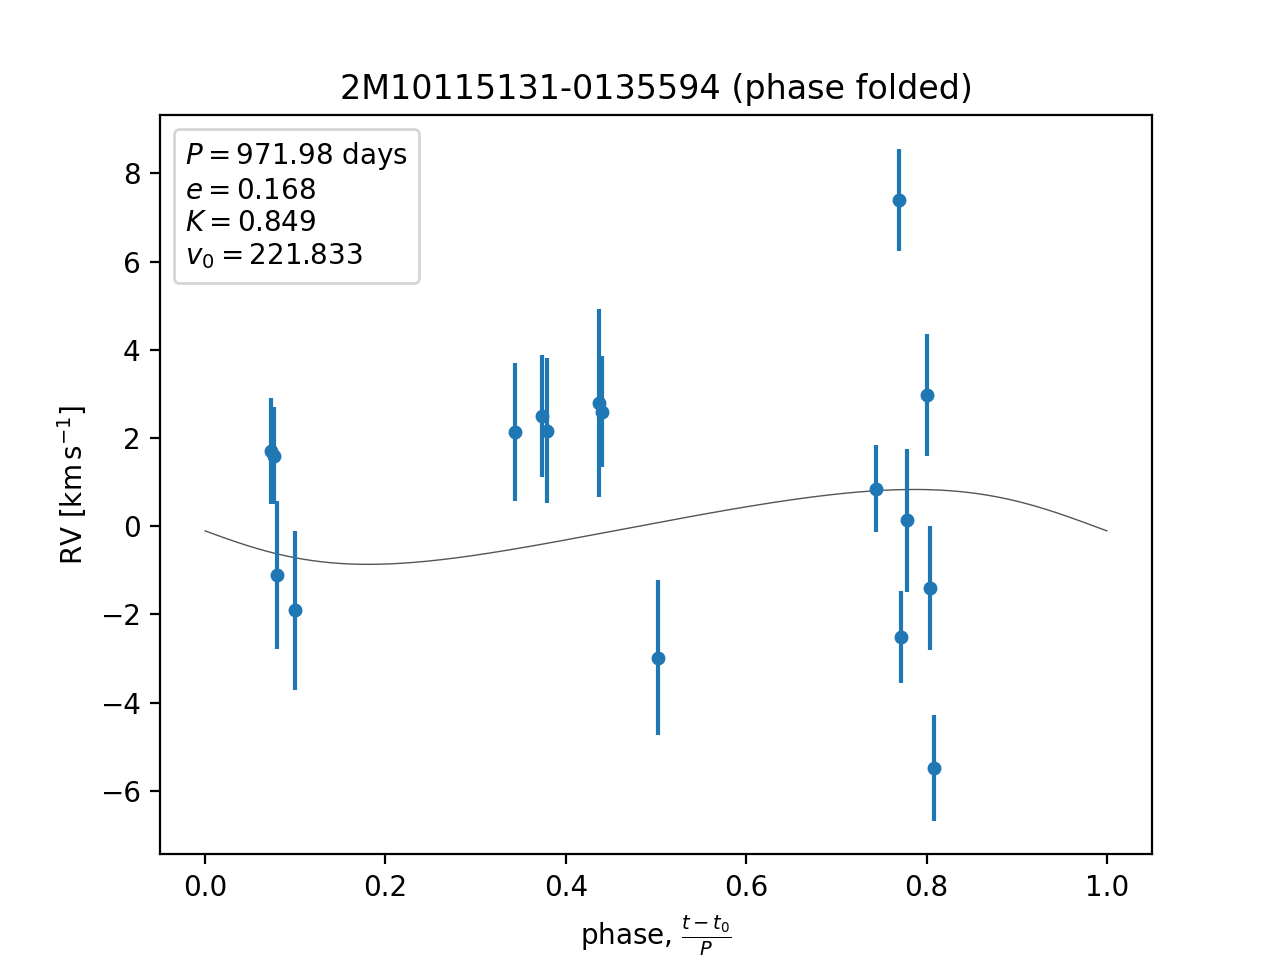 2M10115131-0135594 (phase folded)
P = 971.98 days
e = 0.168
K = 0.849
v₀ = 221.833
8
6
4
2
0
−2
−4
−6
RV [km s⁻¹]
0.0 0.2 0.4 0.6 0.8 1.0
phase, (t − t₀)/P